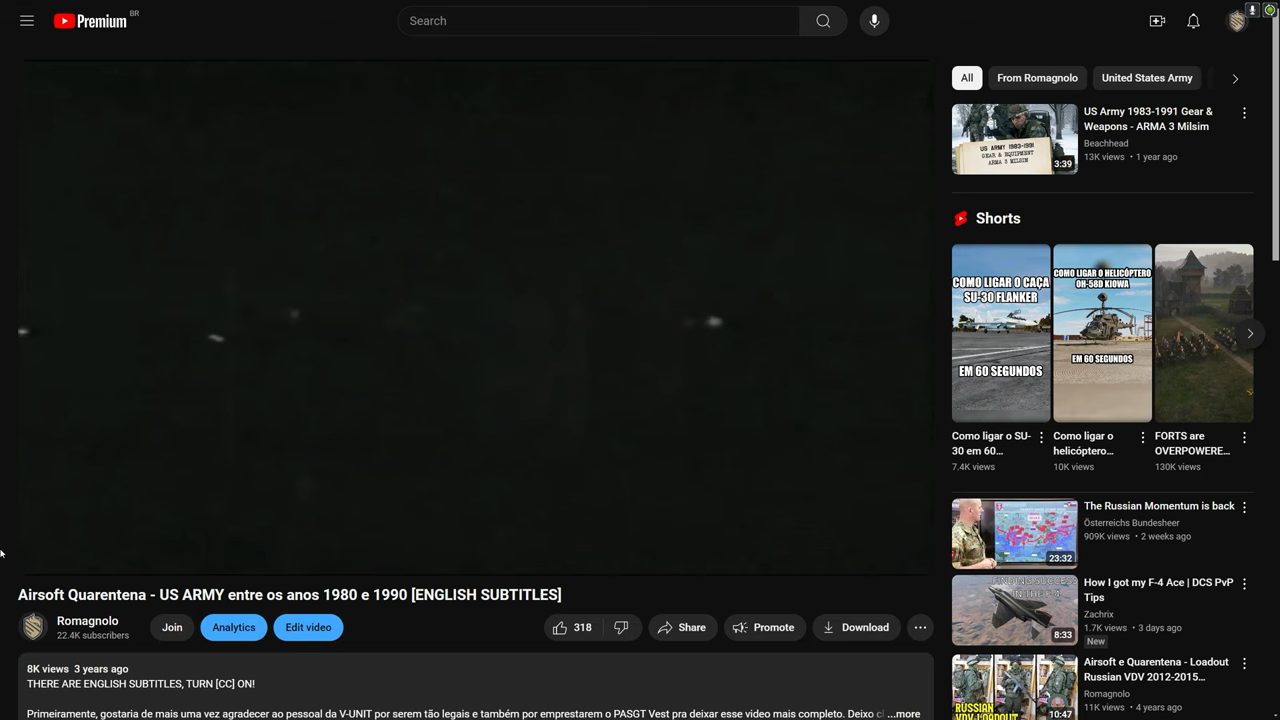 Premium BR
Search
All
From Romagnolo
United States Army
US Army 1983-1991 Gear &
Weapons - ARMA 3 Milsim
Beachhead
13K views • 1 year ago
US ARMY 1983-1991
GEAR & EQUIPMENT
ARMA 3 MILSIM
3:39
Shorts
COMO LIGAR O CAÇA
SU-30 FLANKER
EM 60 SEGUNDOS
COMO LIGAR O HELICÓPTERO
OH-58D KIOWA
EM 60 SEGUNDOS
Como ligar o SU-
30 em 60...
7.4K views
Como ligar o
helicóptero...
10K views
FORTS are
OVERPOWERE...
130K views
The Russian Momentum is back
Österreichs Bundesheer
909K views • 2 weeks ago
23:32
FINDING SUCCESS
IN THE F-4
How I got my F-4 Ace | DCS PvP
Tips
Zachrix
1.7K views • 3 days ago
New
8:33
Airsoft e Quarentena - Loadout
Russian VDV 2012-2015...
Romagnolo
11K views • 4 years ago
RUSSIAN
VDV LOADOUT
10:47
Airsoft Quarentena - US ARMY entre os anos 1980 e 1990 [ENGLISH SUBTITLES]
Romagnolo
22.4K subscribers
Join
Analytics
Edit video
318
Share
Promote
Download
8K views 3 years ago
THERE ARE ENGLISH SUBTITLES, TURN [CC] ON!
Primeiramente, gostaria de mais uma vez agradecer ao pessoal da V-UNIT por serem tão legais e também por emprestarem o PASGT Vest pra deixar esse video mais completo. Deixo ...more